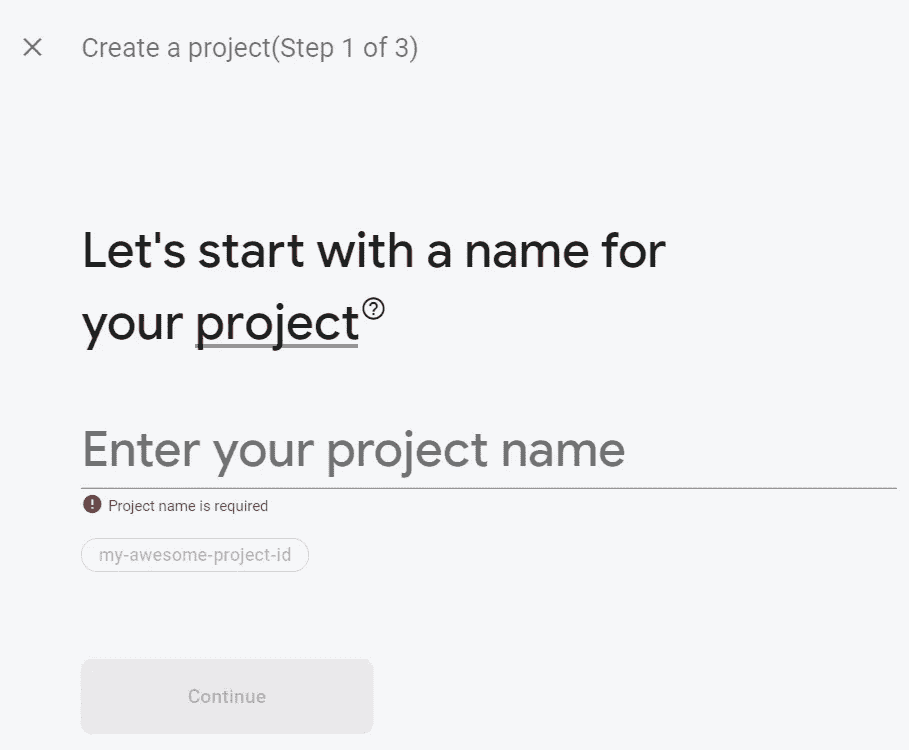 Create a project(Step 1 of 3)
Let's start with a name for
your project
Enter your project name
Project name is required
my-awesome-project-id
Continue